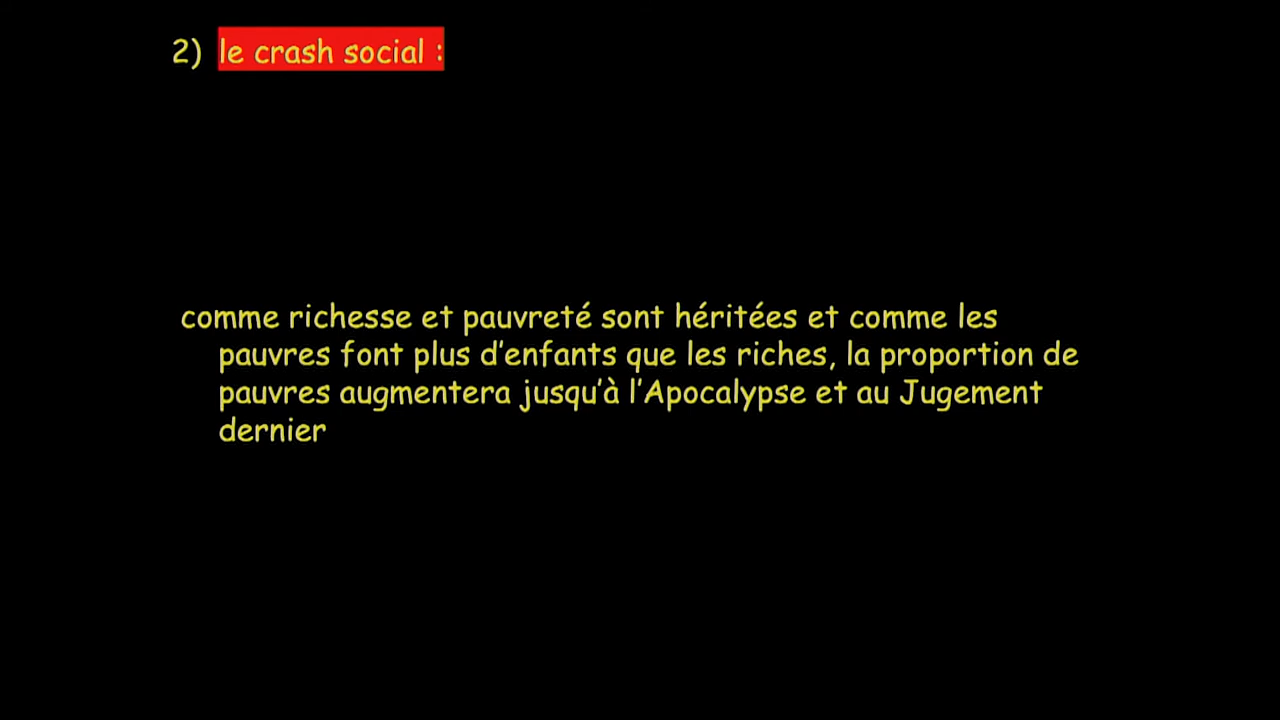 2) le crash social :
comme richesse et pauvreté sont héritées et comme les
pauvres font plus d'enfants que les riches, la proportion de
pauvres augmentera jusqu'à l'Apocalypse et au Jugement
dernier